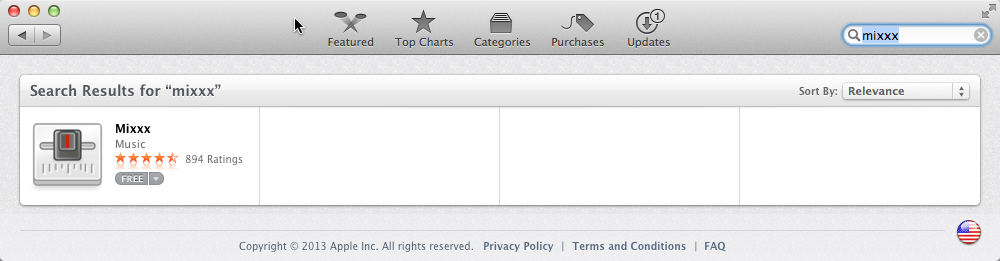 Featured Top Charts Categories Purchases Updates
1
mixxx
Search Results for “mixxx”
Sort By: Relevance
Mixxx
Music
894 Ratings
FREE
Copyright © 2013 Apple Inc. All rights reserved. Privacy Policy | Terms and Conditions | FAQ